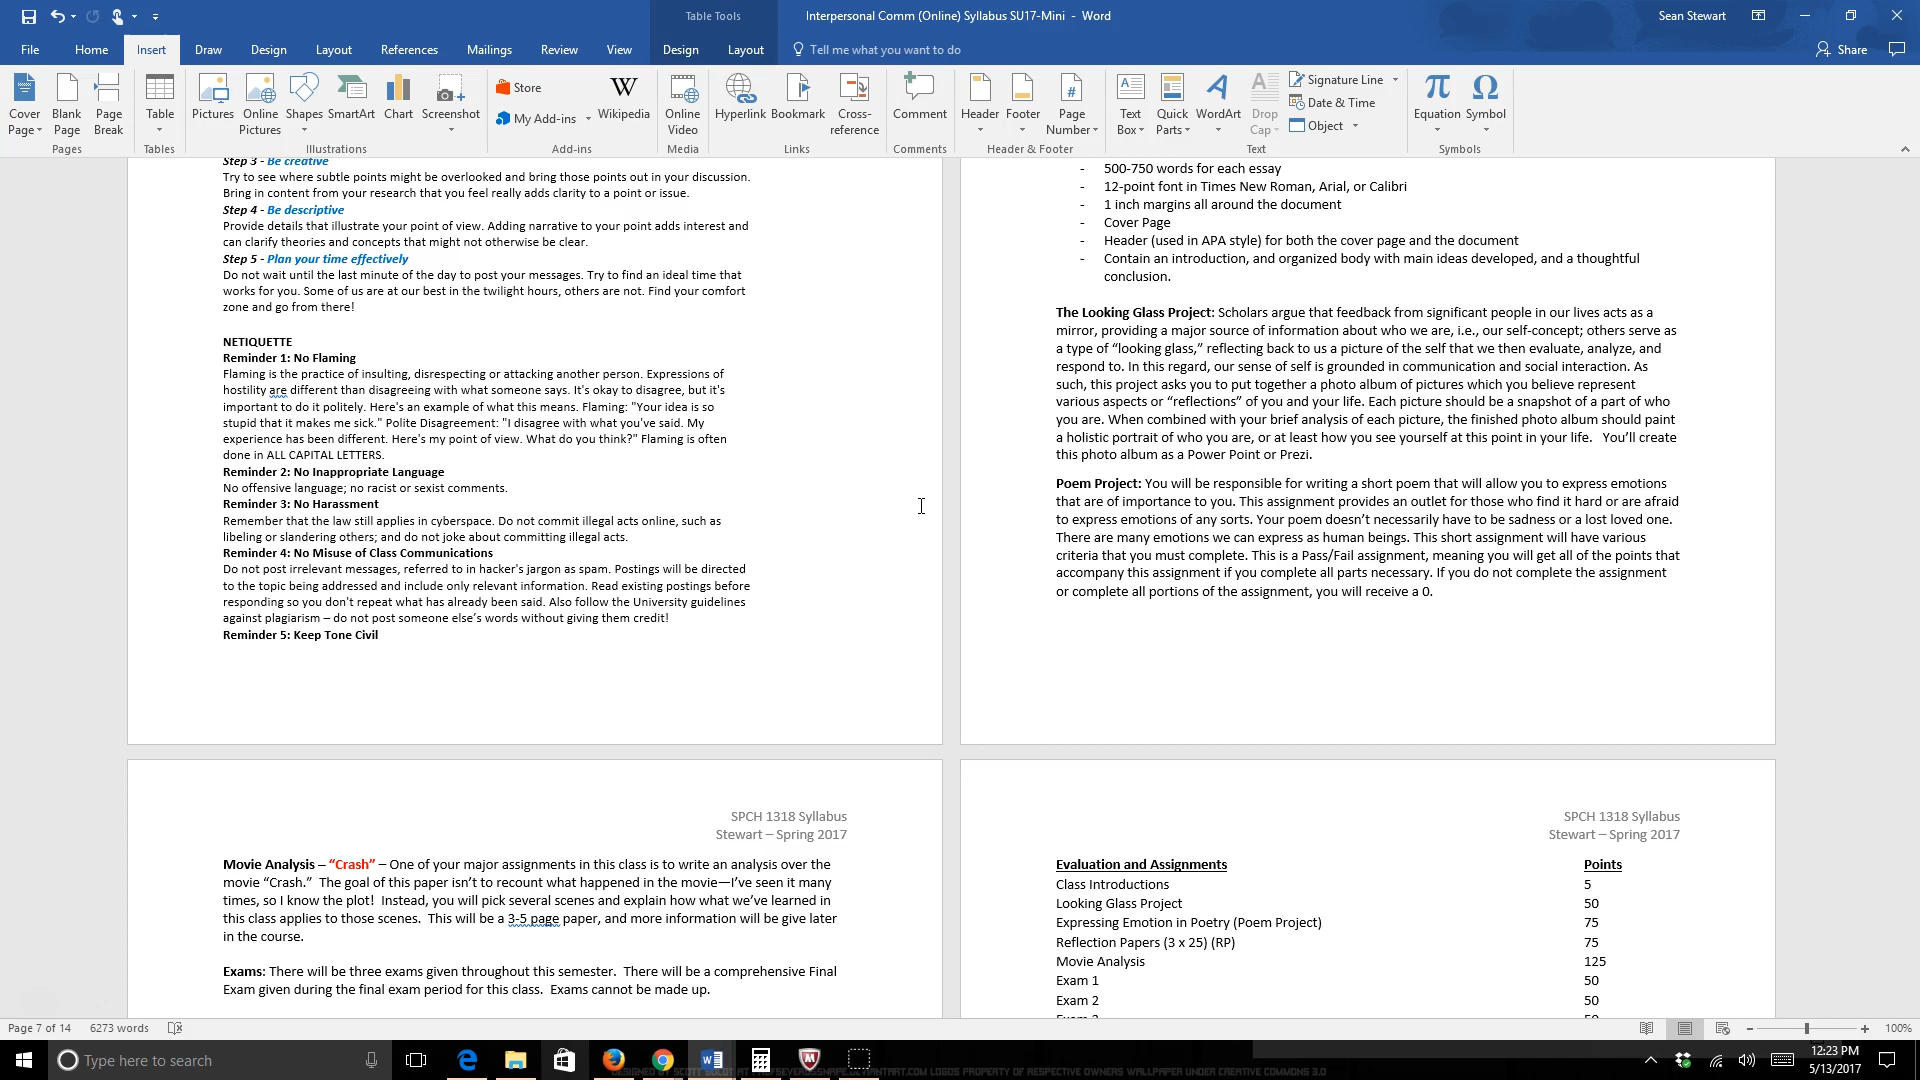 Table Tools
Interpersonal Comm (Online) Syllabus SU17-Mini - Word
Sean Stewart
File Home Insert Draw Design Layout References Mailings Review View Design Layout Tell me what you want to do Share
Cover Page
Blank Page
Page Break
Pages
Table
Tables
Pictures
Online Pictures
Shapes
SmartArt
Chart
Screenshot
Illustrations
Store
My Add-ins
W Wikipedia
Add-ins
Online Video
Media
Hyperlink
Bookmark
Cross-reference
Links
Comment
Comments
Header
Footer
Page Number
Header & Footer
Text Box
Quick Parts
WordArt
Drop Cap
Signature Line
Date & Time
Object
Text
π Equation
Ω Symbol
Symbols
Step 3 - Be creative
Try to see where subtle points might be overlooked and bring those points out in your discussion.
Bring in content from your research that you feel really adds clarity to a point or issue.
Step 4 - Be descriptive
Provide details that illustrate your point of view. Adding narrative to your point adds interest and
can clarify theories and concepts that might not otherwise be clear.
Step 5 - Plan your time effectively
Do not wait until the last minute of the day to post your messages. Try to find an ideal time that
works for you. Some of us are at our best in the twilight hours, others are not. Find your comfort
zone and go from there!
NETIQUETTE
Reminder 1: No Flaming
Flaming is the practice of insulting, disrespecting or attacking another person. Expressions of
hostility are different than disagreeing with what someone says. It's okay to disagree, but it's
important to do it politely. Here's an example of what this means. Flaming: "Your idea is so
stupid that it makes me sick." Polite Disagreement: "I disagree with what you've said. My
experience has been different. Here's my point of view. What do you think?" Flaming is often
done in ALL CAPITAL LETTERS.
Reminder 2: No Inappropriate Language
No offensive language; no racist or sexist comments.
Reminder 3: No Harassment
Remember that the law still applies in cyberspace. Do not commit illegal acts online, such as
libeling or slandering others; and do not joke about committing illegal acts.
Reminder 4: No Misuse of Class Communications
Do not post irrelevant messages, referred to in hacker's jargon as spam. Postings will be directed
to the topic being addressed and include only relevant information. Read existing postings before
responding so you don't repeat what has already been said. Also follow the University guidelines
against plagiarism – do not post someone else’s words without giving them credit!
Reminder 5: Keep Tone Civil
- 500-750 words for each essay
- 12-point font in Times New Roman, Arial, or Calibri
- 1 inch margins all around the document
- Cover Page
- Header (used in APA style) for both the cover page and the document
- Contain an introduction, and organized body with main ideas developed, and a thoughtful
conclusion.
The Looking Glass Project: Scholars argue that feedback from significant people in our lives acts as a
mirror, providing a major source of information about who we are, i.e., our self-concept; others serve as
a type of “looking glass,” reflecting back to us a picture of the self that we then evaluate, analyze, and
respond to. In this regard, our sense of self is grounded in communication and social interaction. As
such, this project asks you to put together a photo album of pictures which you believe represent
various aspects or “reflections” of you and your life. Each picture should be a snapshot of a part of who
you are. When combined with your brief analysis of each picture, the finished photo album should paint
a holistic portrait of who you are, or at least how you see yourself at this point in your life. You’ll create
this photo album as a Power Point or Prezi.
Poem Project: You will be responsible for writing a short poem that will allow you to express emotions
that are of importance to you. This assignment provides an outlet for those who find it hard or are afraid
to express emotions of any sorts. Your poem doesn’t necessarily have to be sadness or a lost loved one.
There are many emotions we can express as human beings. This short assignment will have various
criteria that you must complete. This is a Pass/Fail assignment, meaning you will get all of the points that
accompany this assignment if you complete all parts necessary. If you do not complete the assignment
or complete all portions of the assignment, you will receive a 0.
SPCH 1318 Syllabus
Stewart – Spring 2017
Movie Analysis – “Crash” – One of your major assignments in this class is to write an analysis over the
movie “Crash.” The goal of this paper isn’t to recount what happened in the movie—I’ve seen it many
times, so I know the plot! Instead, you will pick several scenes and explain how what we’ve learned in
this class applies to those scenes. This will be a 3-5 page paper, and more information will be give later
in the course.
Exams: There will be three exams given throughout this semester. There will be a comprehensive Final
Exam given during the final exam period for this class. Exams cannot be made up.
SPCH 1318 Syllabus
Stewart – Spring 2017
Evaluation and Assignments Points
Class Introductions 5
Looking Glass Project 50
Expressing Emotion in Poetry (Poem Project) 75
Reflection Papers (3 x 25) (RP) 75
Movie Analysis 125
Exam 1 50
Exam 2 50
Page 7 of 14 6273 words 100%
Type here to search
12:23 PM
5/13/2017